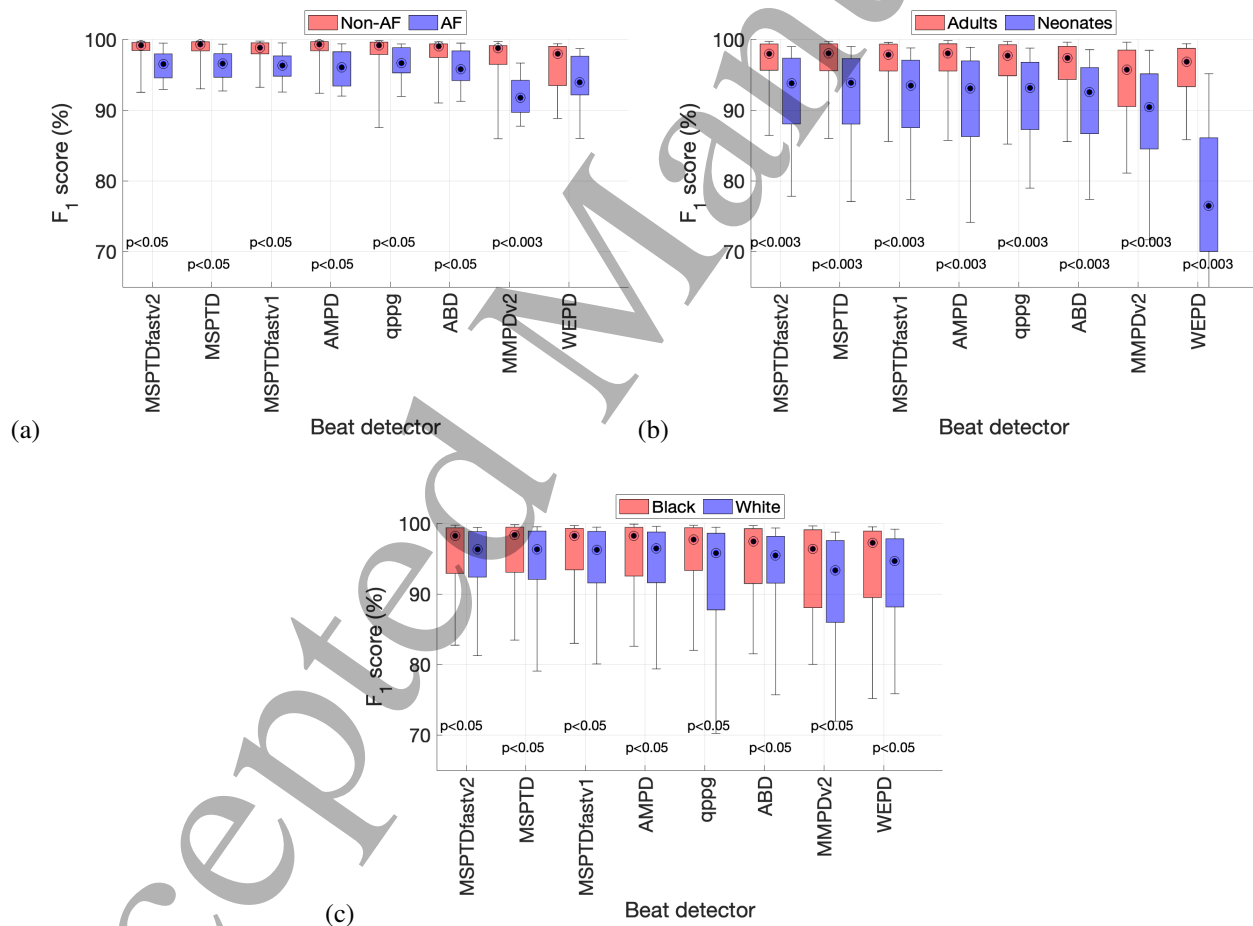 Non-AF AF
100
90
80
70
F1 score (%)
p<0.05 p<0.05 p<0.05 p<0.003
p<0.05 p<0.05 p<0.05
MSPTDfastv2 MSPTD MSPTDfastv1 AMPD qppg ABD MMPDv2 WEPD
Beat detector
(a)
Adults Neonates
100
90
80
70
F1 score (%)
p<0.003 p<0.003 p<0.003 p<0.003
p<0.003 p<0.003 p<0.003 p<0.003
MSPTDfastv2 MSPTD MSPTDfastv1 AMPD qppg ABD MMPDv2 WEPD
Beat detector
(b)
Black White
100
90
80
70
F1 score (%)
p<0.05 p<0.05 p<0.05 p<0.05
p<0.05 p<0.05 p<0.05 p<0.05
MSPTDfastv2 MSPTD MSPTDfastv1 AMPD qppg ABD MMPDv2 WEPD
Beat detector
(c)
cepted Man